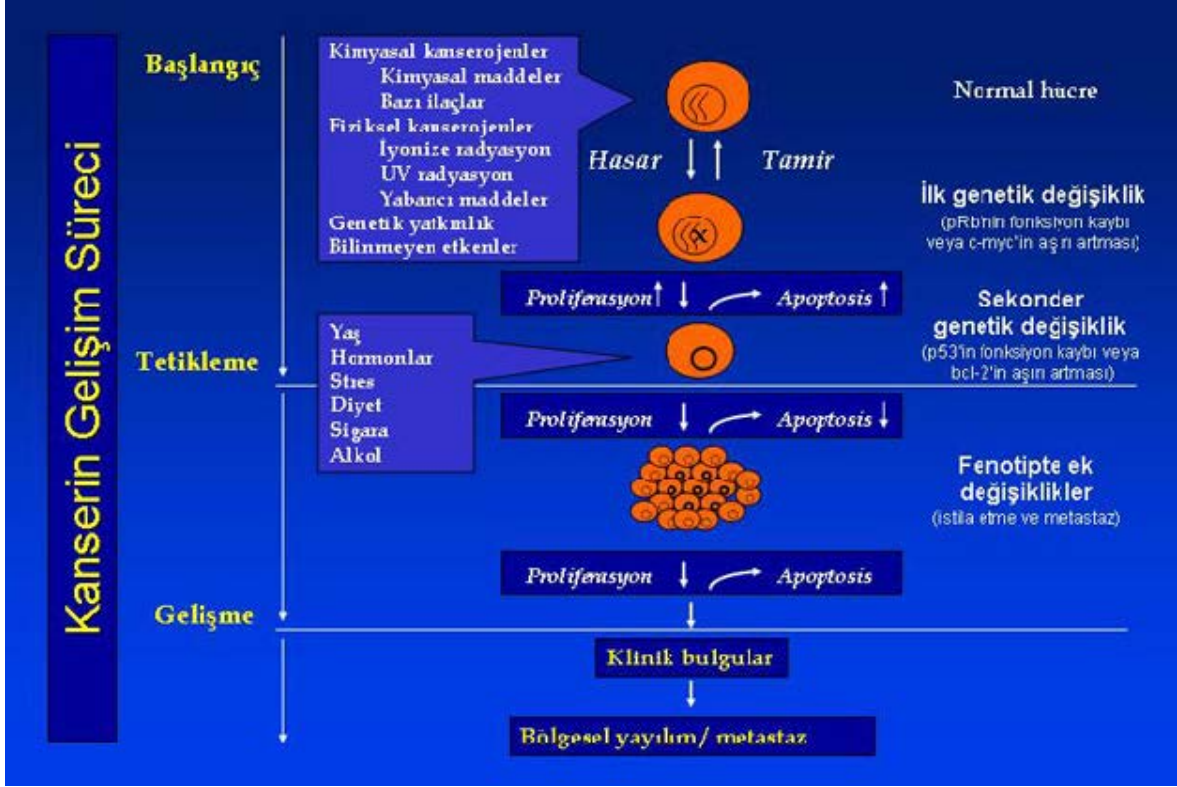 Kanserin Gelişim Süreci
Başlangıç
Kimyasal kanserojenler
Kimyasal maddeler
Bazı ilaçlar
Fiziksel kanserojenler
İyonize radyasyon
UV radyasyon
Yabancı maddeler
Genetik yatkınlık
Bilinmeyen etkenler
Normal hücre
Hasar
Tamir
İlk genetik değişiklik
(pRb'nin fonksiyon kaybı
veya c-myc'in aşırı artması)
Proliferasyon↑ Apoptosis ↑
Sekonder
genetik değişiklik
(p53'in fonksiyon kaybı veya
bcl-2'in aşırı artması)
Tetikleme
Yaş
Hormonlar
Stres
Diyet
Sigara
Alkol
Proliferasyon Apoptosis ↓
Fenotipte ek
değişiklikler
(istila etme ve metastaz)
Proliferasyon Apoptosis
Gelişme
Klinik bulgular
Bölgesel yayılım/ metastaz